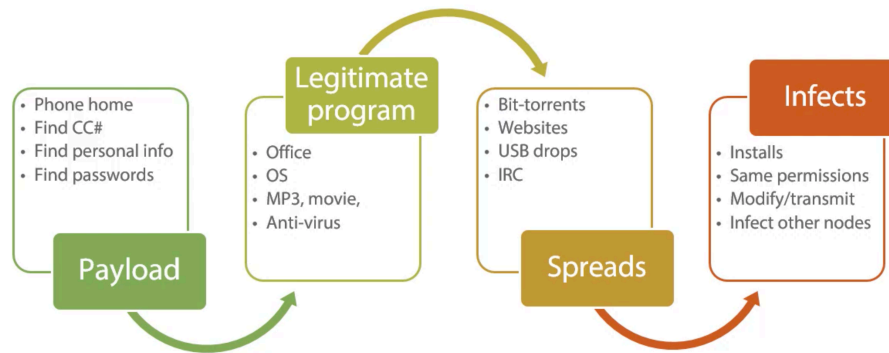 Payload
• Phone home
• Find CC#
• Find personal info
• Find passwords
Legitimate
program
• Office
• OS
• MP3, movie,
• Anti-virus
Spreads
• Bit-torrents
• Websites
• USB drops
• IRC
Infects
• Installs
• Same permissions
• Modify/transmit
• Infect other nodes